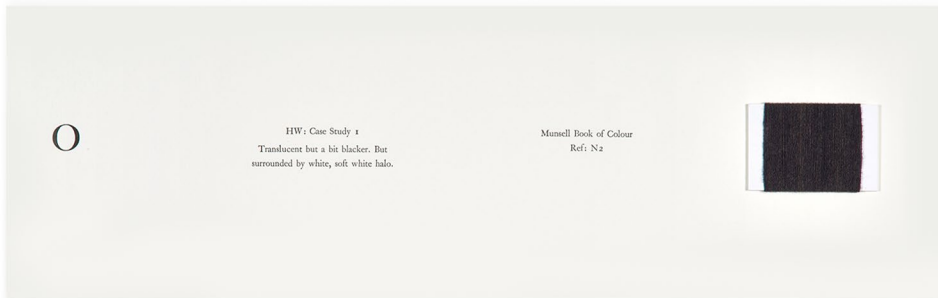 O
HW: Case Study 1
Translucent but a bit blacker. But
surrounded by white, soft white halo.
Munsell Book of Colour
Ref: N2